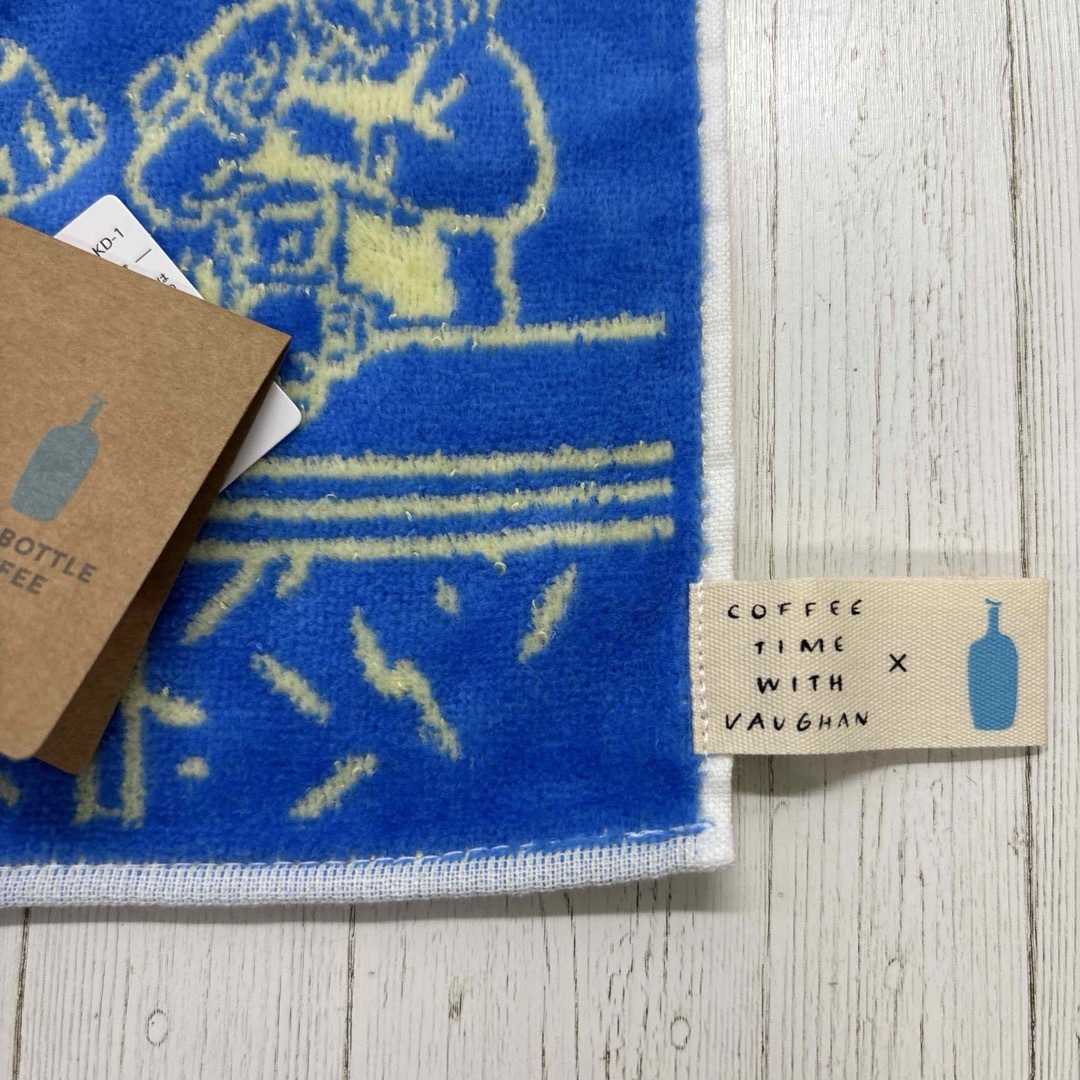 KD-1
BOTTLE
FEE
COFFEE
TIME
WITH
VAUGHAN
x